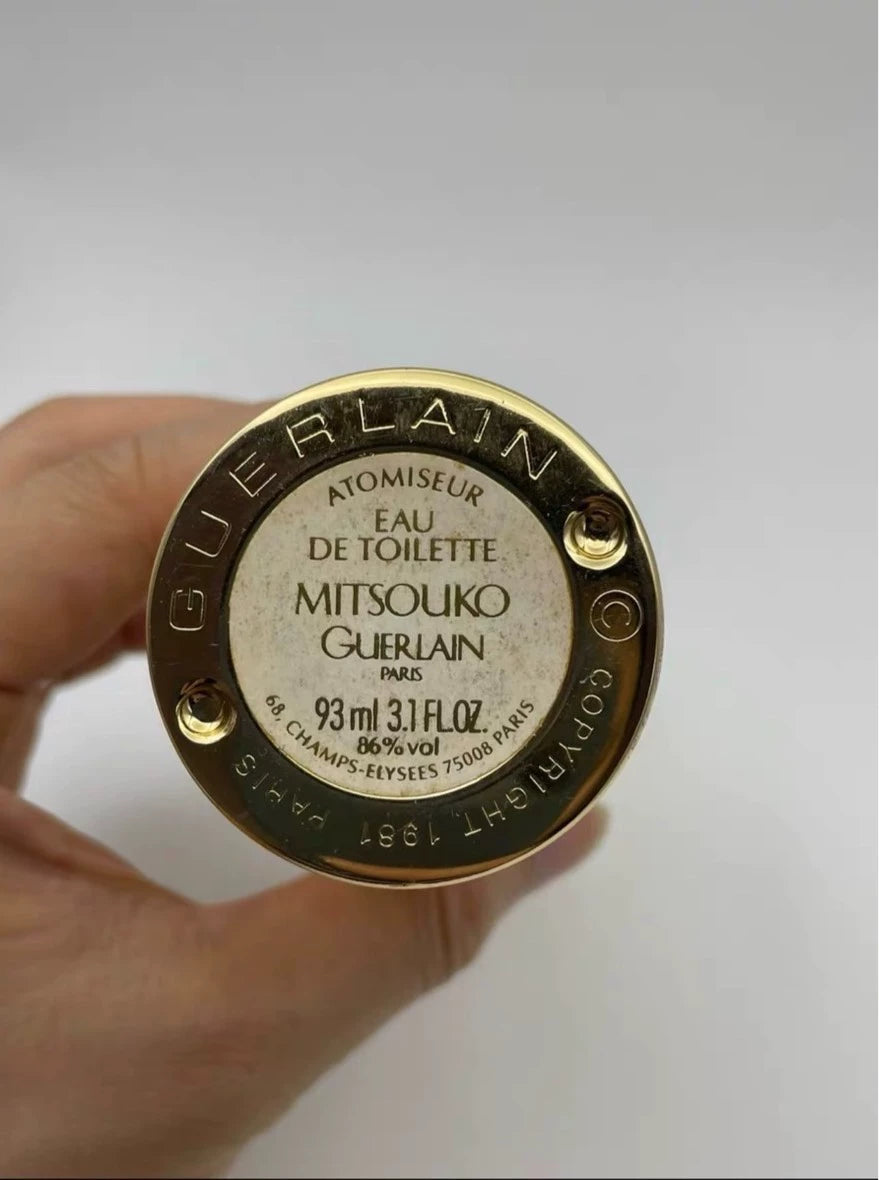 GUERLAIN
© COPYRIGHT, 1981 PARIS
ATOMISEUR
EAU
DE TOILETTE
MITSOUKO
GUERLAIN
PARIS
93 ml 3.1 FL.OZ.
86% vol
68, CHAMPS-ELYSEES 75008 PARIS